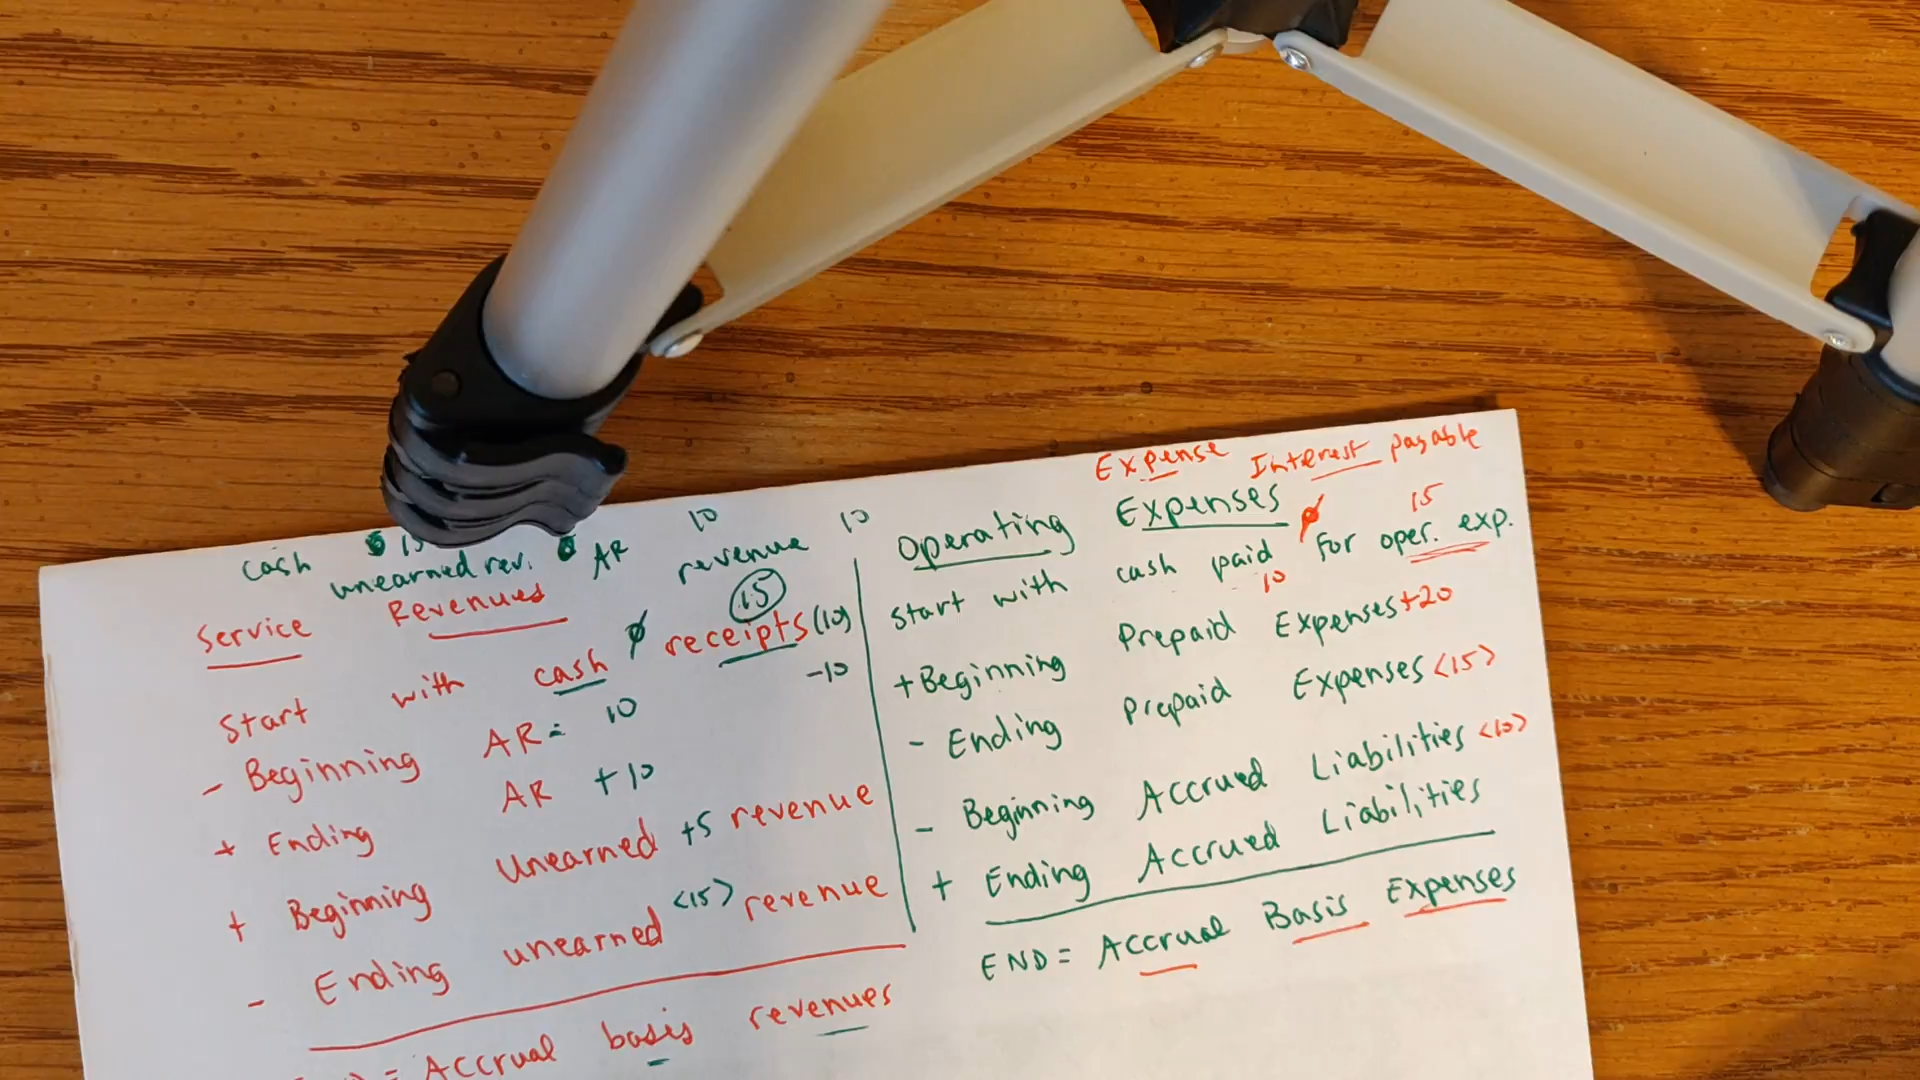 Expense Interest payable
cash 15 AR 10 revenue 10
unearned rev.
Service Revenues
Start with cash ∅ receipts (10)
15
-10
- Beginning AR = 10
+ Ending AR +10
+ Beginning Unearned +5 revenue
- Ending unearned <15> revenue
= Accrual basis revenues
Operating Expenses
Start with cash paid ∅ for oper. exp. 15
10
+ Beginning Prepaid Expenses +20
- Ending Prepaid Expenses <15>
- Beginning Accrued Liabilities <10>
+ Ending Accrued Liabilities
END = Accrual Basis Expenses